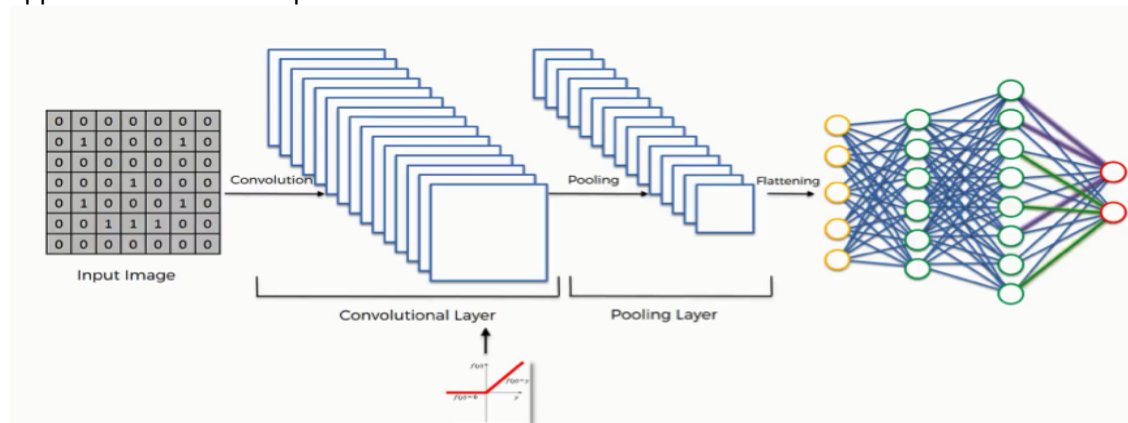 0 0 0 0 0 0 0
0 1 0 0 0 1 0
0 0 0 0 0 0 0
0 0 0 1 0 0 0
0 1 0 0 0 1 0
0 0 1 1 1 0 0
0 0 0 0 0 0 0
Input Image
Convolution
Pooling
Flattening
Convolutional Layer
Pooling Layer